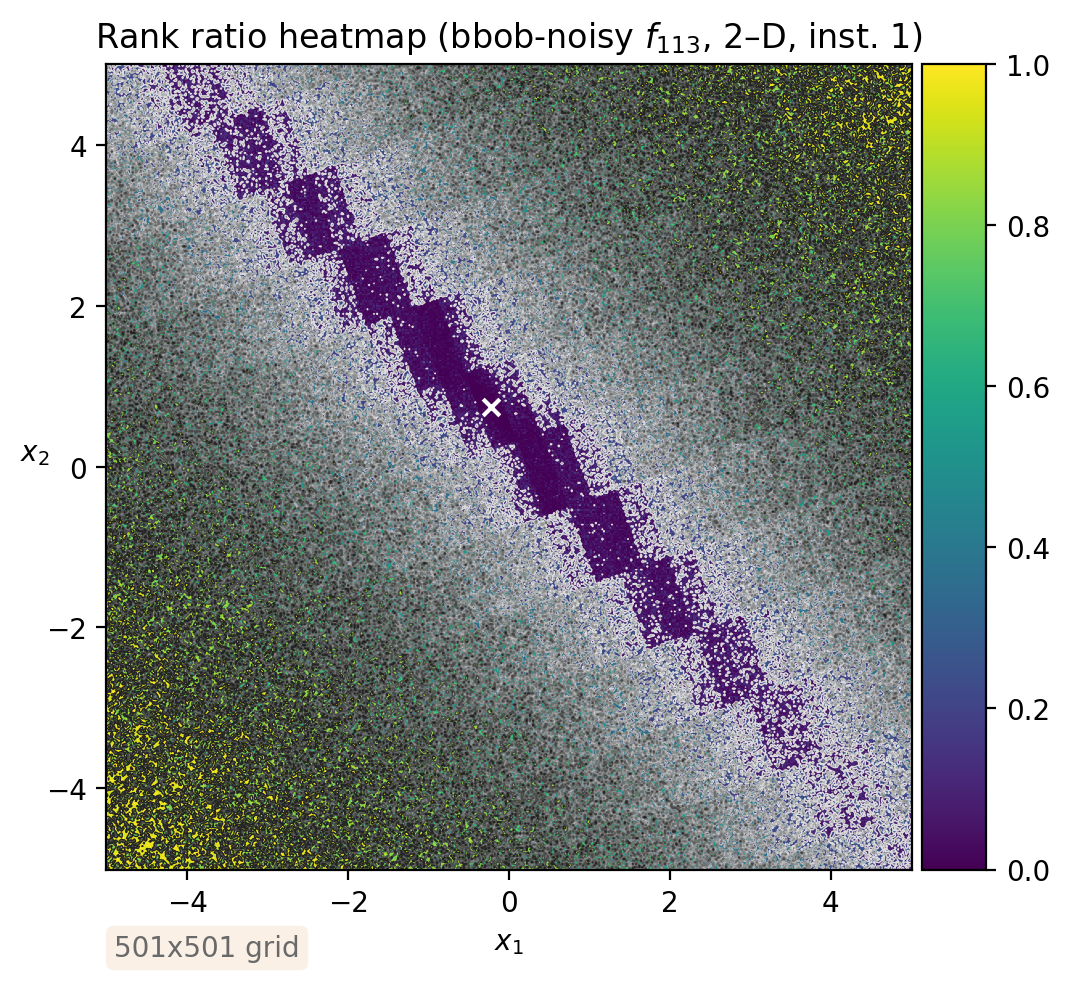 Rank ratio heatmap (bbob-noisy f₁₁₃, 2–D, inst. 1)
1.0
0.8
0.6
0.4
0.2
0.0
4
2
0
−2
−4
x₂
−4 −2 0 2 4
x₁
501x501 grid